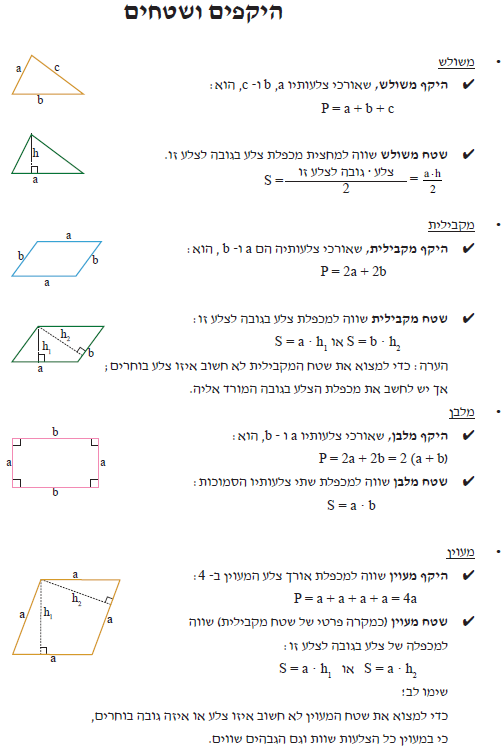 היקפים ושטחים
• משולש
✔ היקף משולש, שאורכי צלעותיו a, b ו- c, הוא:
P = a + b + c
a c
b
✔ שטח משולש שווה למחצית מכפלת צלע בגובה לצלע זו.
S = צלע · גובה לצלע זו / 2 = a·h / 2
h
a
• מקבילית
✔ היקף מקבילית, שאורכי צלעותיה הם a ו- b, הוא:
P = 2a + 2b
a
b b
a
✔ שטח מקבילית שווה למכפלת צלע בגובה לצלע זו:
S = a · h₁ או S = b · h₂
הערה: כדי למצוא את שטח המקבילית לא חשוב איזו צלע בוחרים;
אך יש לחשב את מכפלת הצלע בגובה המורד אליה.
h₂
h₁ b
a
• מלבן
✔ היקף מלבן, שאורכי צלעותיו a ו - b, הוא:
P = 2a + 2b = 2 (a + b)
✔ שטח מלבן שווה למכפלת שתי צלעותיו הסמוכות:
S = a · b
b
a a
b
• מעוין
✔ היקף מעוין שווה למכפלת אורך צלע המעוין ב- 4:
P = a + a + a + a = 4a
✔ שטח מעוין (כמקרה פרטי של שטח מקבילית) שווה
למכפלה של צלע בגובה לצלע זו:
S = a · h₁ או S = a · h₂
שימו לב!
כדי למצוא את שטח המעוין לא חשוב איזו צלע או איזה גובה בוחרים,
כי במעוין כל הצלעות שוות וגם הגבהים שווים.
a
h₂
a h₁ a
a